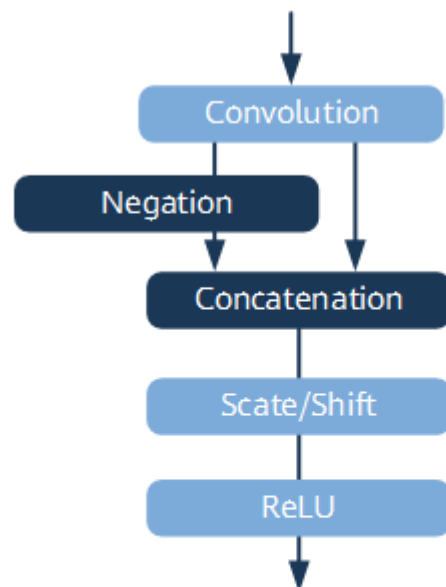 Convolution
Negation
Concatenation
Scate/Shift
ReLU